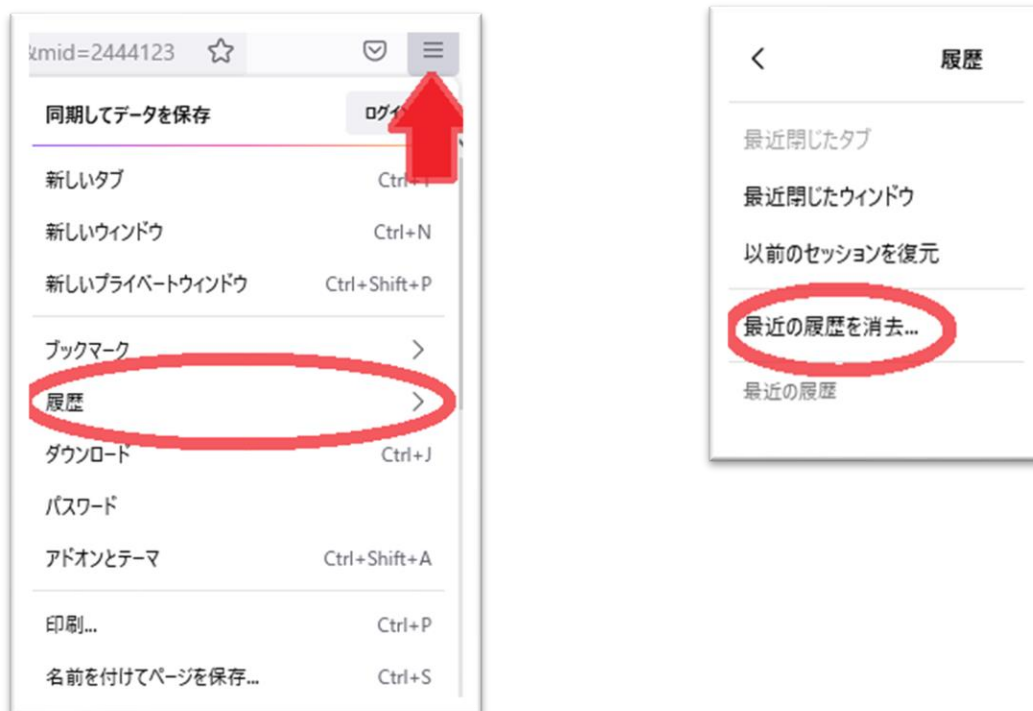 &mid=2444123
同期してデータを保存
新しいタブ Ctrl+T
新しいウィンドウ Ctrl+N
新しいプライベートウィンドウ Ctrl+Shift+P
ブックマーク
履歴
ダウンロード Ctrl+J
パスワード
アドオンとテーマ Ctrl+Shift+A
印刷... Ctrl+P
名前を付けてページを保存... Ctrl+S
履歴
最近閉じたタブ
最近閉じたウィンドウ
以前のセッションを復元
最近の履歴を消去...
最近の履歴